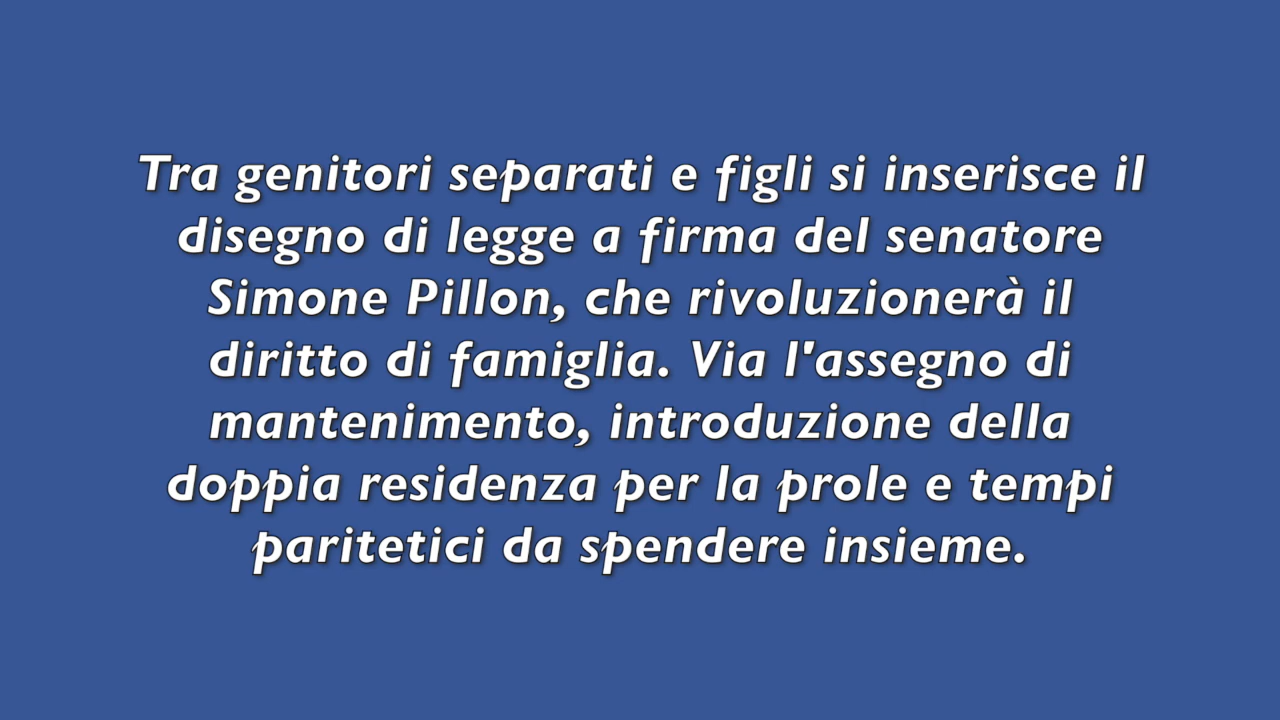 Tra genitori separati e figli si inserisce il
disegno di legge a firma del senatore
Simone Pillon, che rivoluzionerà il
diritto di famiglia. Via l'assegno di
mantenimento, introduzione della
doppia residenza per la prole e tempi
paritetici da spendere insieme.